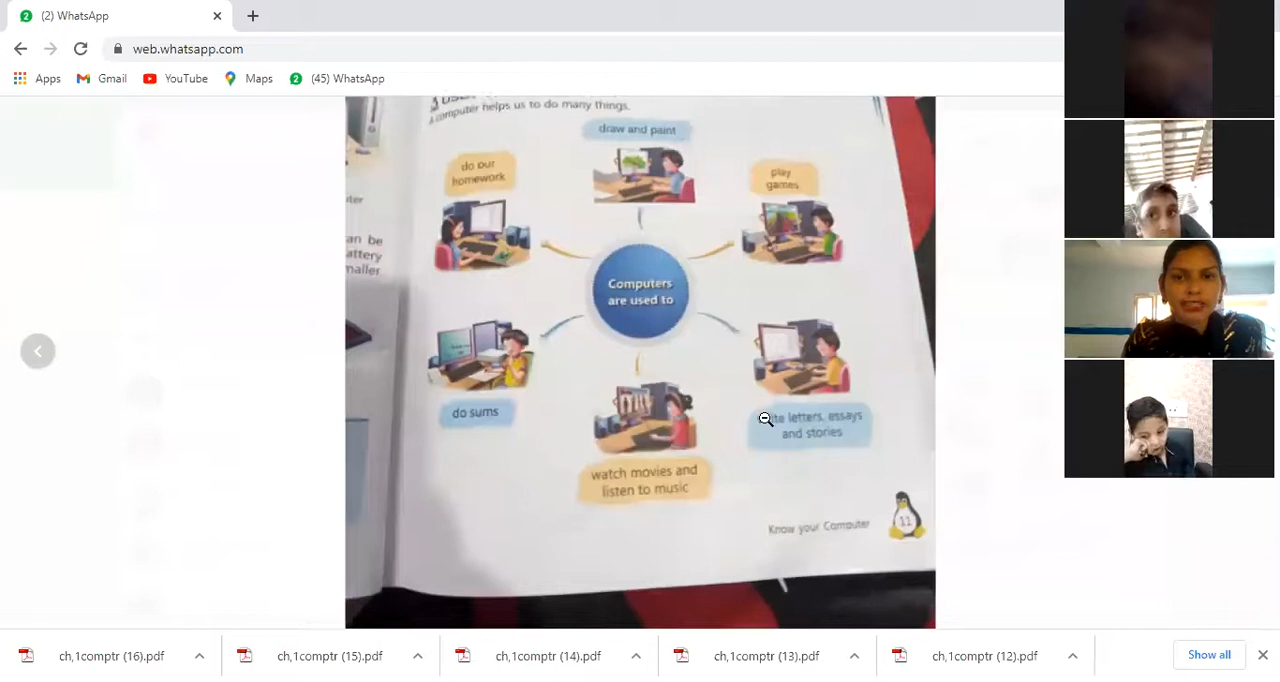 (2) WhatsApp
web.whatsapp.com
Apps
Gmail
YouTube
Maps
(45) WhatsApp
A computer helps us to do many things.
draw and paint
do our
homework
play
games
Computers
are used to
an be
attery
maller
do sums
letters, essays
and stories
watch movies and
listen to music
Know your Computer
11
ch,1comptr (16).pdf
ch,1comptr (15).pdf
ch,1comptr (14).pdf
ch,1comptr (13).pdf
ch,1comptr (12).pdf
Show all